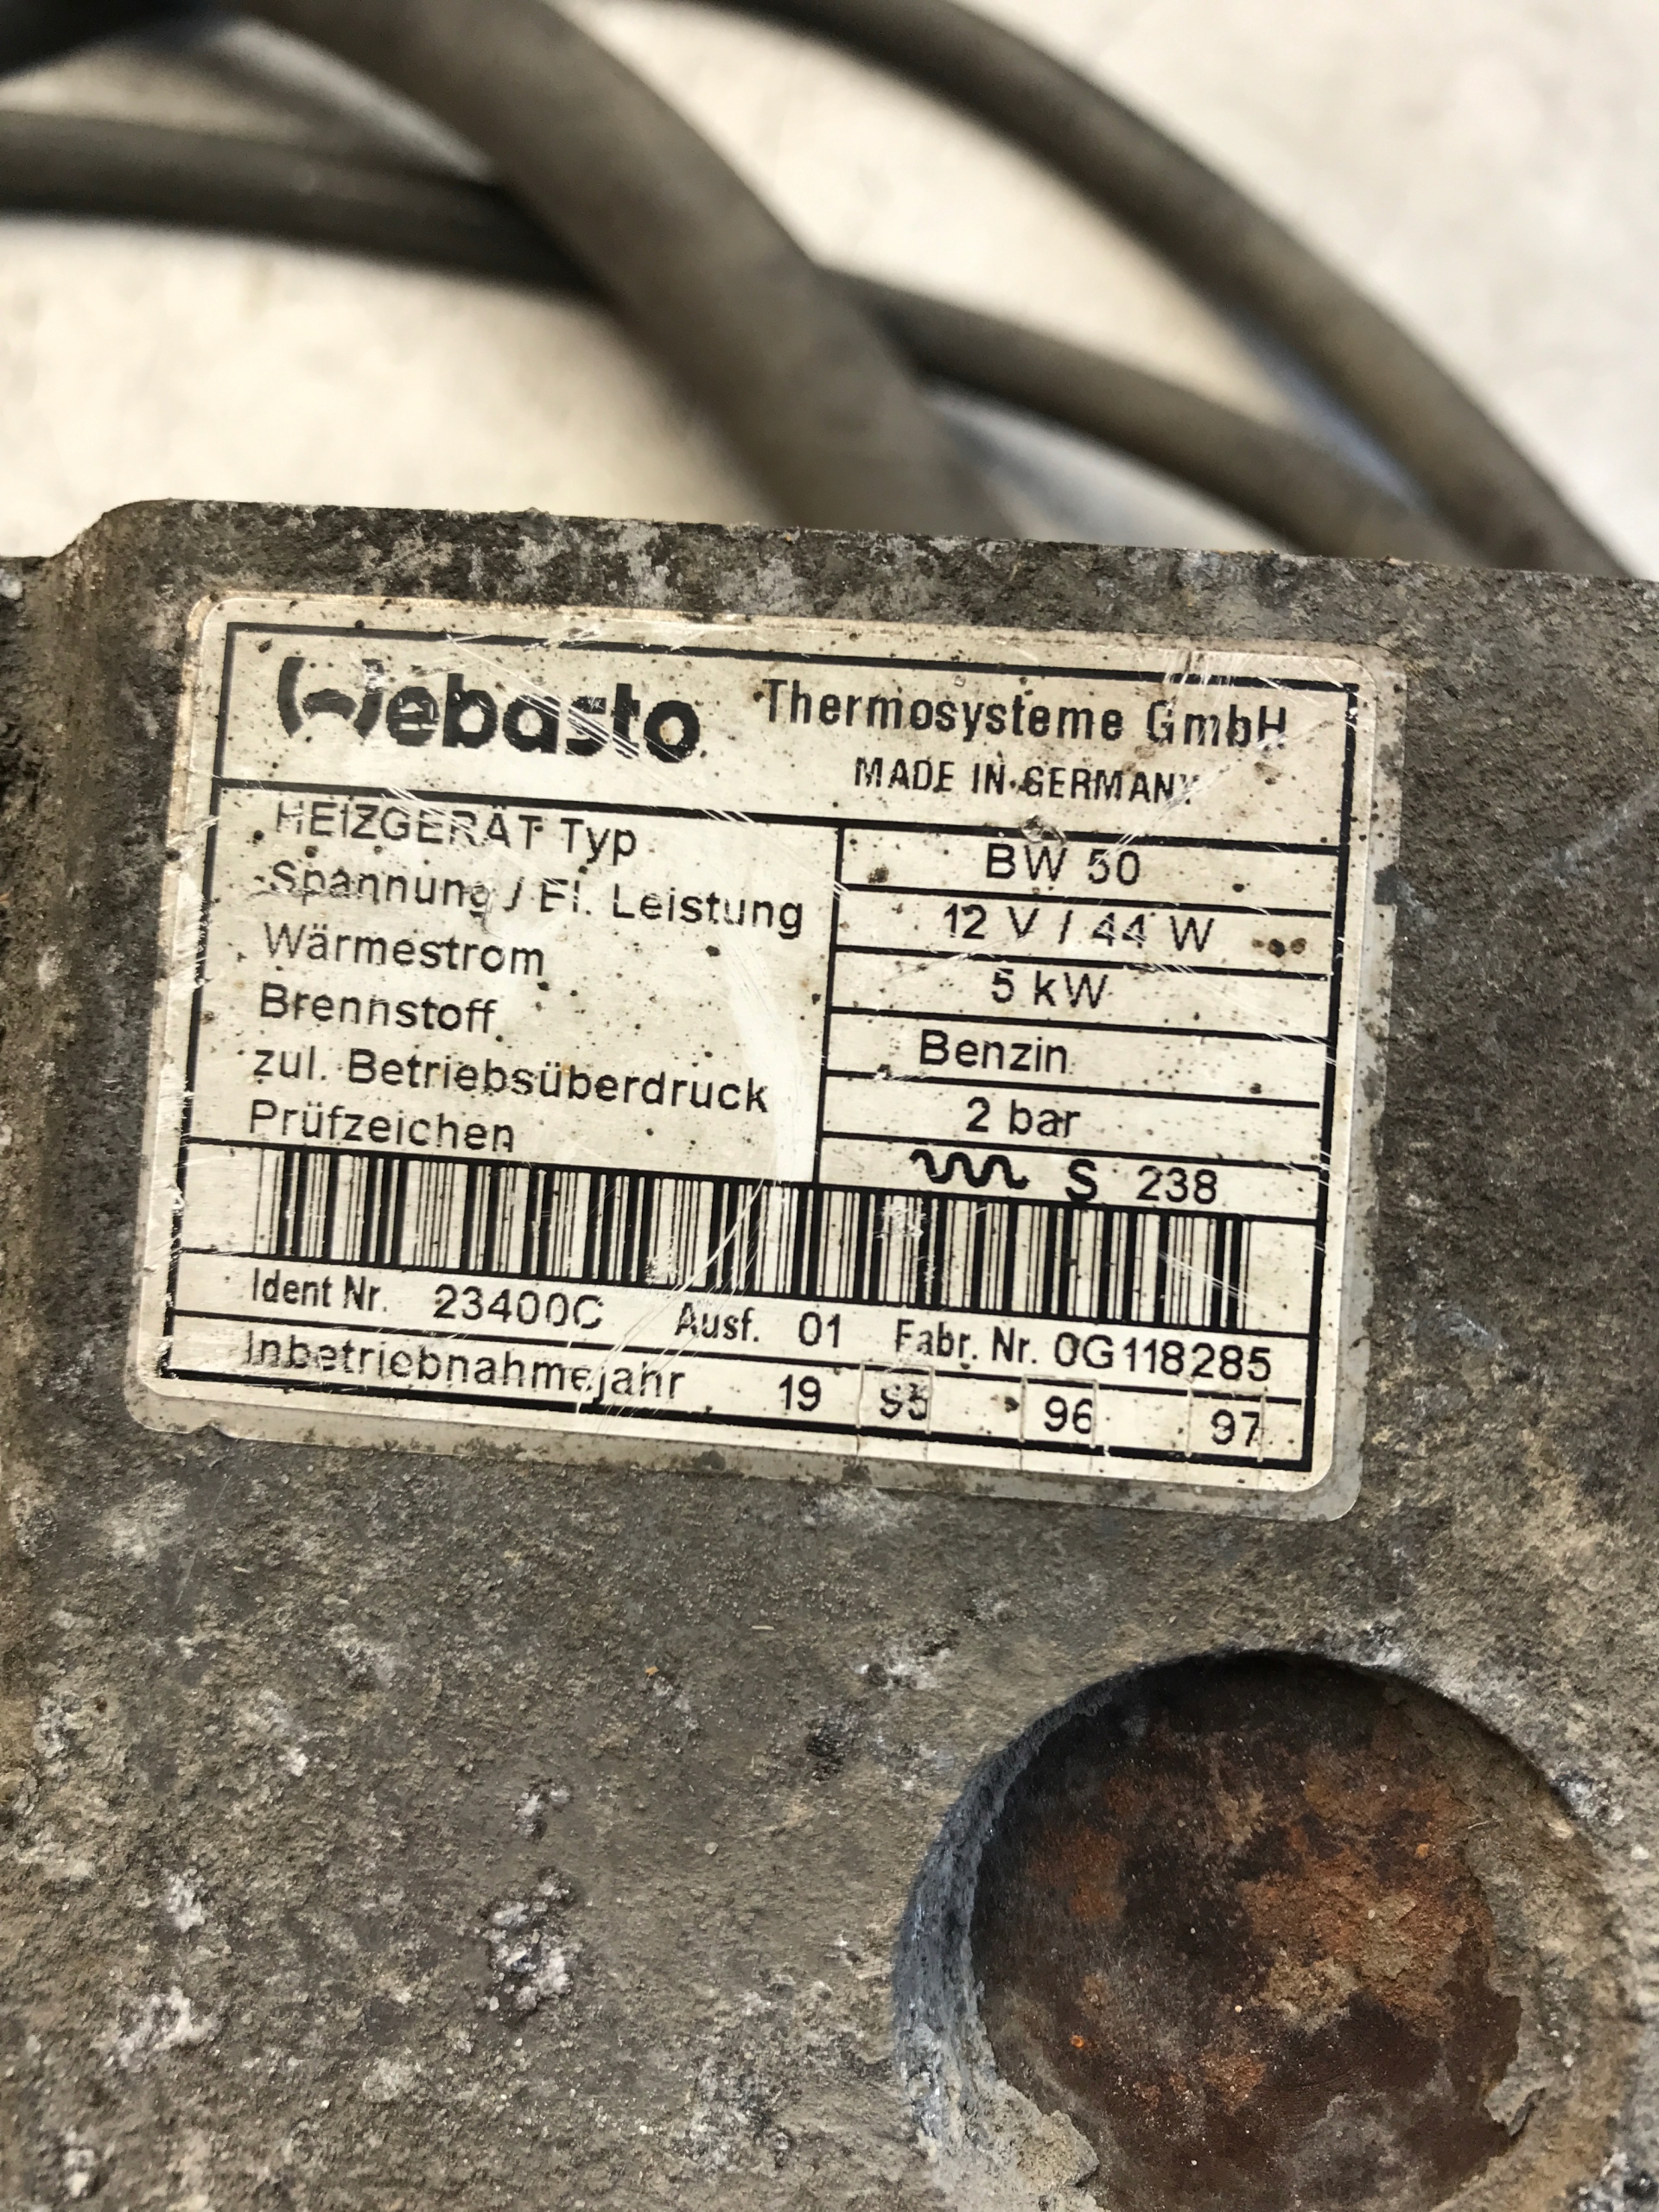 Webasto Thermosysteme GmbH
MADE IN GERMANY
HEIZGERÄT Typ BW 50
Spannung / El. Leistung 12 V / 44 W
Wärmestrom 5 kW
Brennstoff Benzin
zul. Betriebsüberdruck 2 bar
Prüfzeichen S 238
Ident Nr. 23400C Ausf. 01 Fabr. Nr. 0G118285
Inbetriebnahmejahr 19 95 96 97